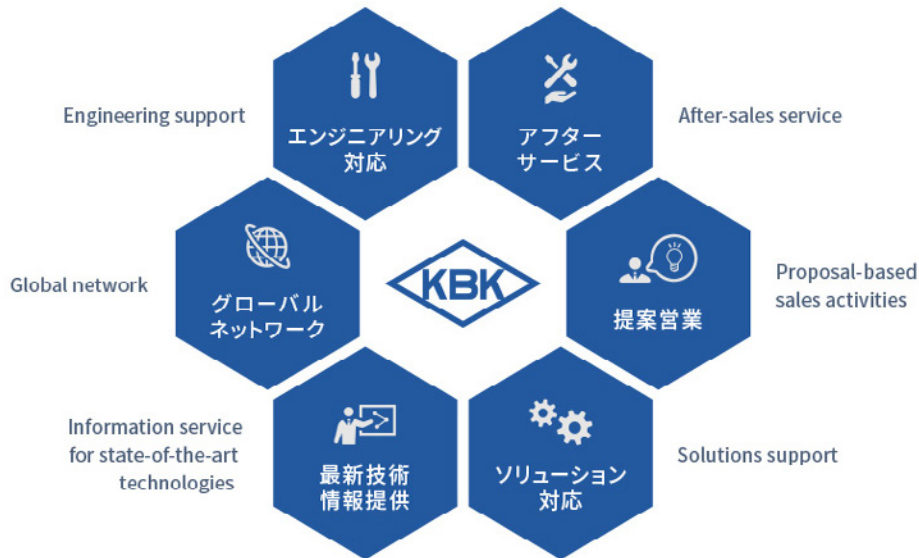 Engineering support
エンジニアリング
対応
アフター
サービス
After-sales service
Global network
グローバル
ネットワーク
KBK
提案営業
Proposal-based
sales activities
Information service
for state-of-the-art
technologies
最新技術
情報提供
ソリューション
対応
Solutions support